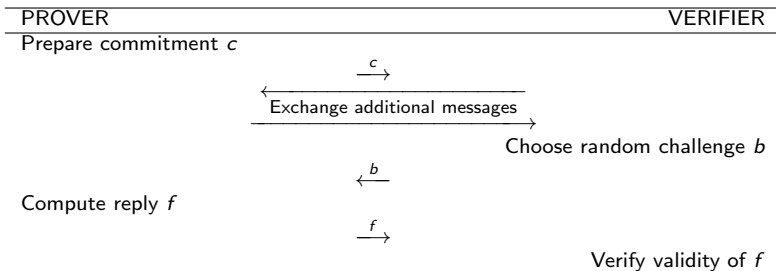 PROVER VERIFIER
Prepare commitment c
c
Exchange additional messages
Choose random challenge b
b
Compute reply f
f
Verify validity of f